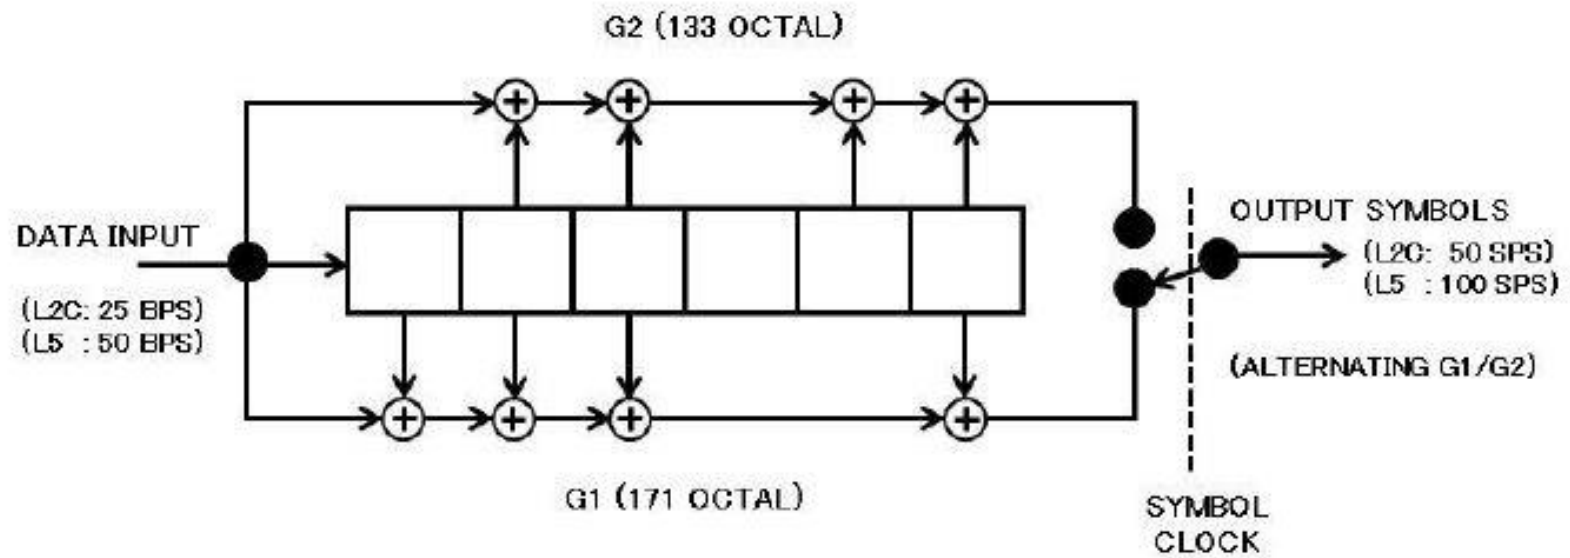 G2 (133 OCTAL)
DATA INPUT
(L2C: 25 BPS)
(L5 : 50 BPS)
OUTPUT SYMBOLS
(L2C: 50 SPS)
(L5 : 100 SPS)
(ALTERNATING G1/G2)
G1 (171 OCTAL)
SYMBOL
CLOCK